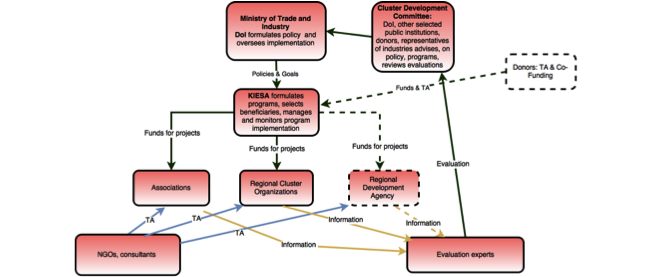 Ministry of Trade and
Industry
DoI formulates policy and
oversees implementation
Cluster Development
Committee:
DoI, other selected
public institutions,
donors, representatives
of industries advises, on
policy, programs,
reviews evaluations
Donors: TA & Co-
Funding
Policies & Goals
Funds & TA
KIESA formulates
programs, selects
beneficiaries, manages
and monitors program
implementation
Funds for projects
Funds for projects
Funds for projects
Evaluation
Associations
Regional Cluster
Organizations
Regional
Development
Agency
TA
TA
TA
Information
Information
Information
NGOs, consultants
Evaluation experts